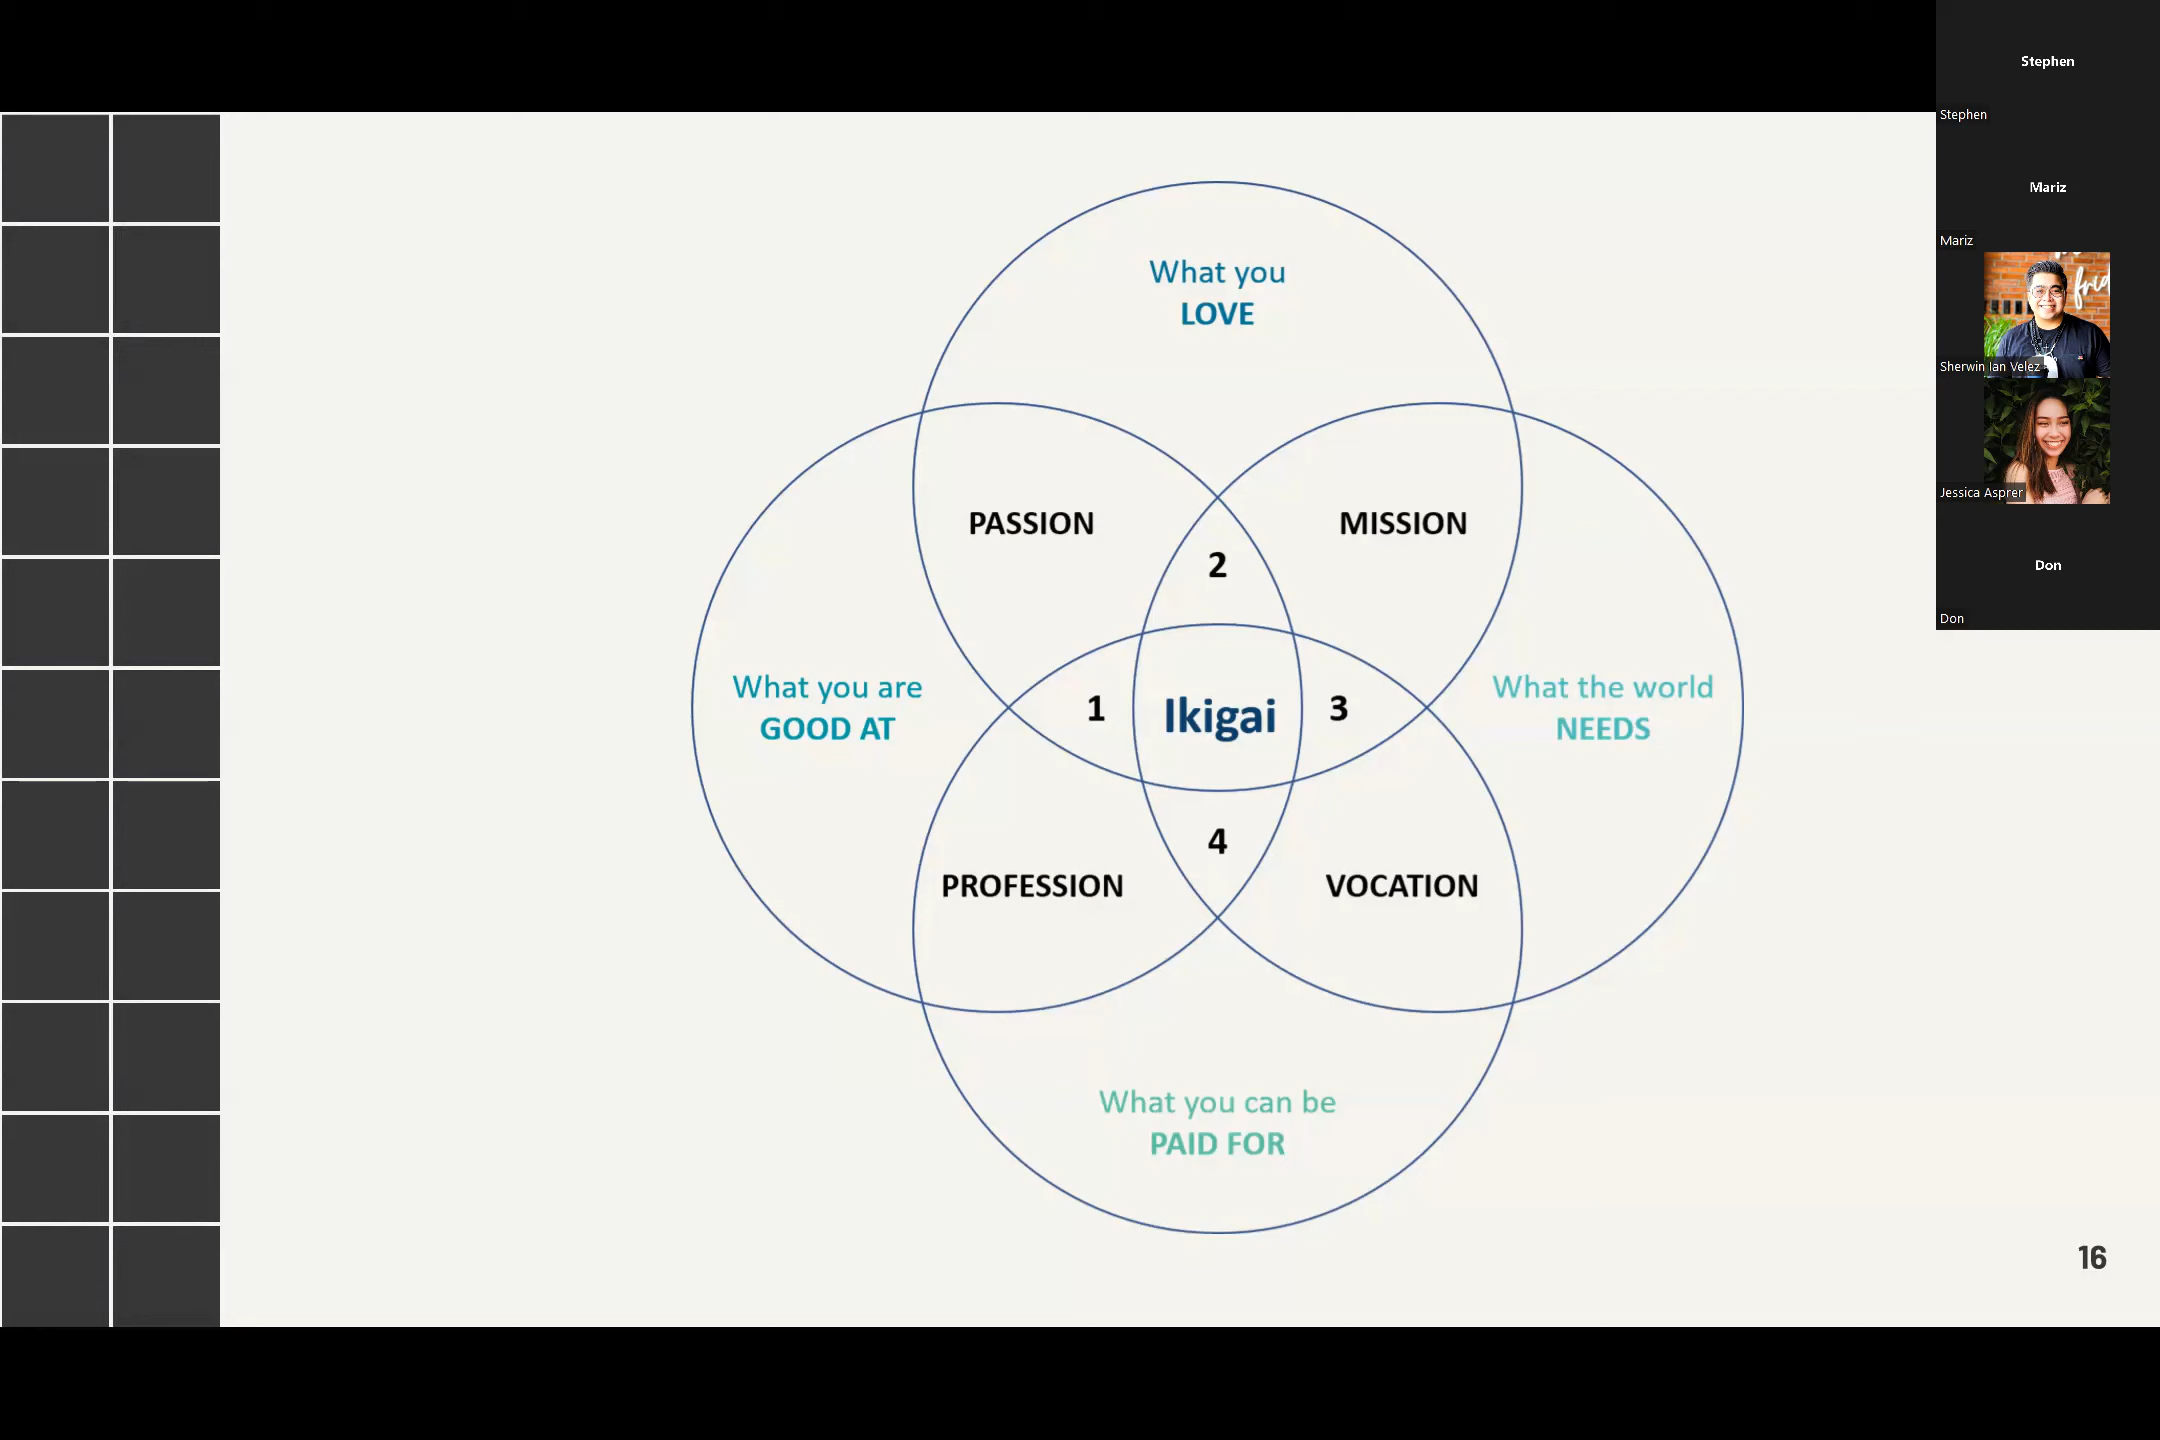 What you
LOVE
PASSION
MISSION
2
What you are
GOOD AT
1
Ikigai
3
What the world
NEEDS
4
PROFESSION
VOCATION
What you can be
PAID FOR
16
Stephen
Stephen
Mariz
Mariz
Sherwin Ian Velez
Jessica Asprer
Don
Don